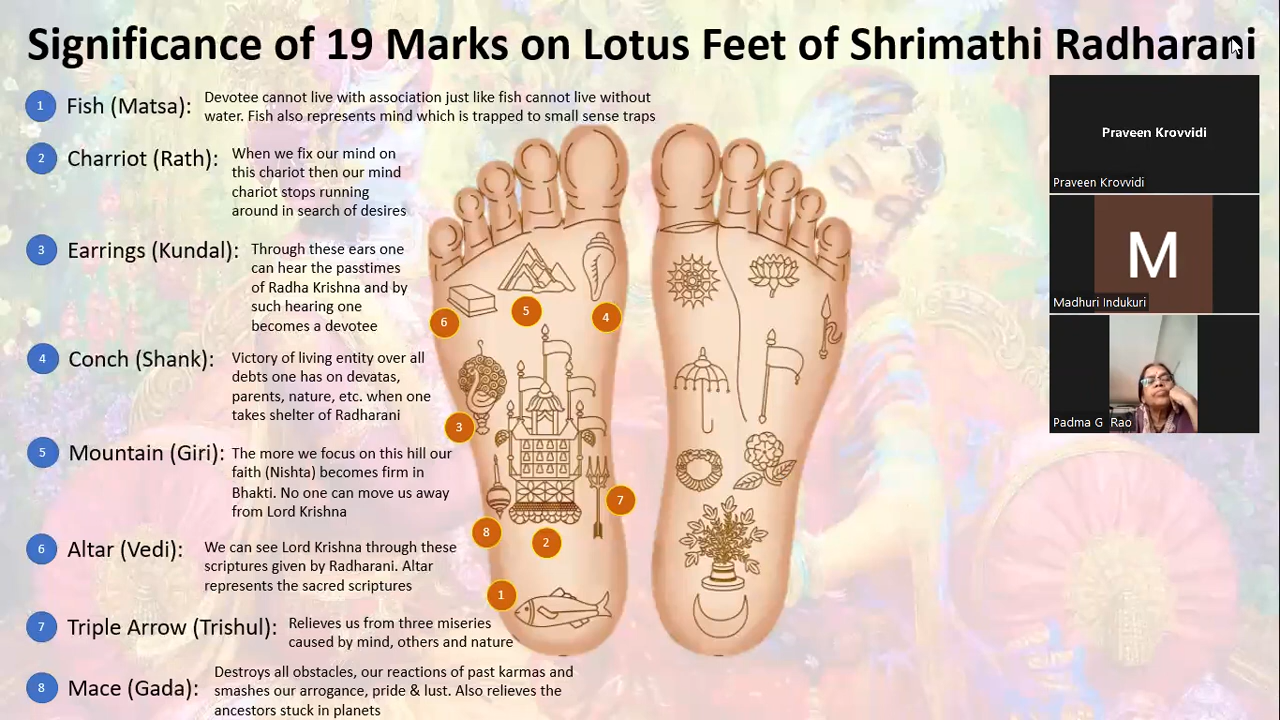 Significance of 19 Marks on Lotus Feet of Shrimathi Radharani
1 Fish (Matsa): Devotee cannot live with association just like fish cannot live without
water. Fish also represents mind which is trapped to small sense traps
2 Charriot (Rath): When we fix our mind on
this chariot then our mind
chariot stops running
around in search of desires
3 Earrings (Kundal): Through these ears one
can hear the passtimes
of Radha Krishna and by
such hearing one
becomes a devotee
4 Conch (Shank): Victory of living entity over all
debts one has on devatas,
parents, nature, etc. when one
takes shelter of Radharani
5 Mountain (Giri): The more we focus on this hill our
faith (Nishta) becomes firm in
Bhakti. No one can move us away
from Lord Krishna
6 Altar (Vedi): We can see Lord Krishna through these
scriptures given by Radharani. Altar
represents the sacred scriptures
7 Triple Arrow (Trishul): Relieves us from three miseries
caused by mind, others and nature
8 Mace (Gada): Destroys all obstacles, our reactions of past karmas and
smashes our arrogance, pride & lust. Also relieves the
ancestors stuck in planets
6
5
4
3
7
8
2
1
Praveen Krovvidi
Praveen Krovvidi
M
Madhuri Indukuri
Padma G Rao